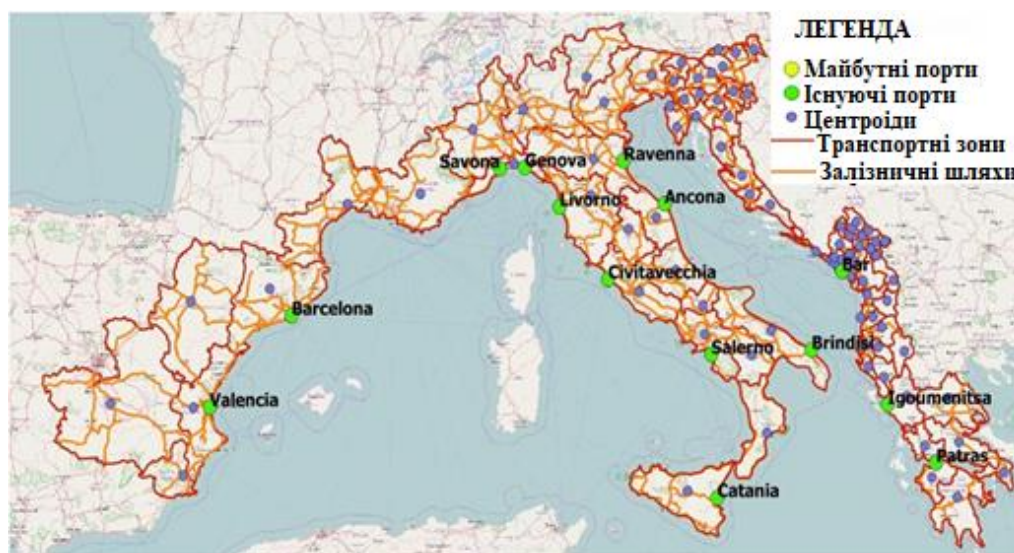 ЛЕГЕНДА
Майбутні порти
Існуючі порти
Центроїди
Транспортні зони
Залізничні шляхи
Savona
Genova
Ravenna
Livorno
Ancona
Civitavecchia
Bar
Barcelona
Salerno
Brindisi
Valencia
Igoumenitsa
Patras
Catania